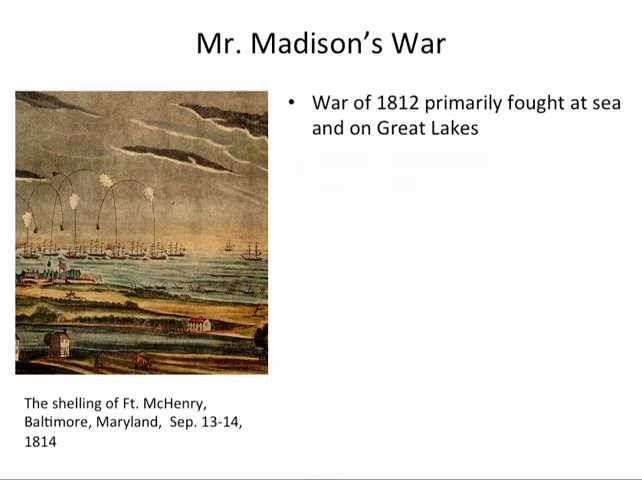 Mr. Madison’s War
• War of 1812 primarily fought at sea
and on Great Lakes
The shelling of Ft. McHenry,
Baltimore, Maryland,  Sep. 13-14,
1814